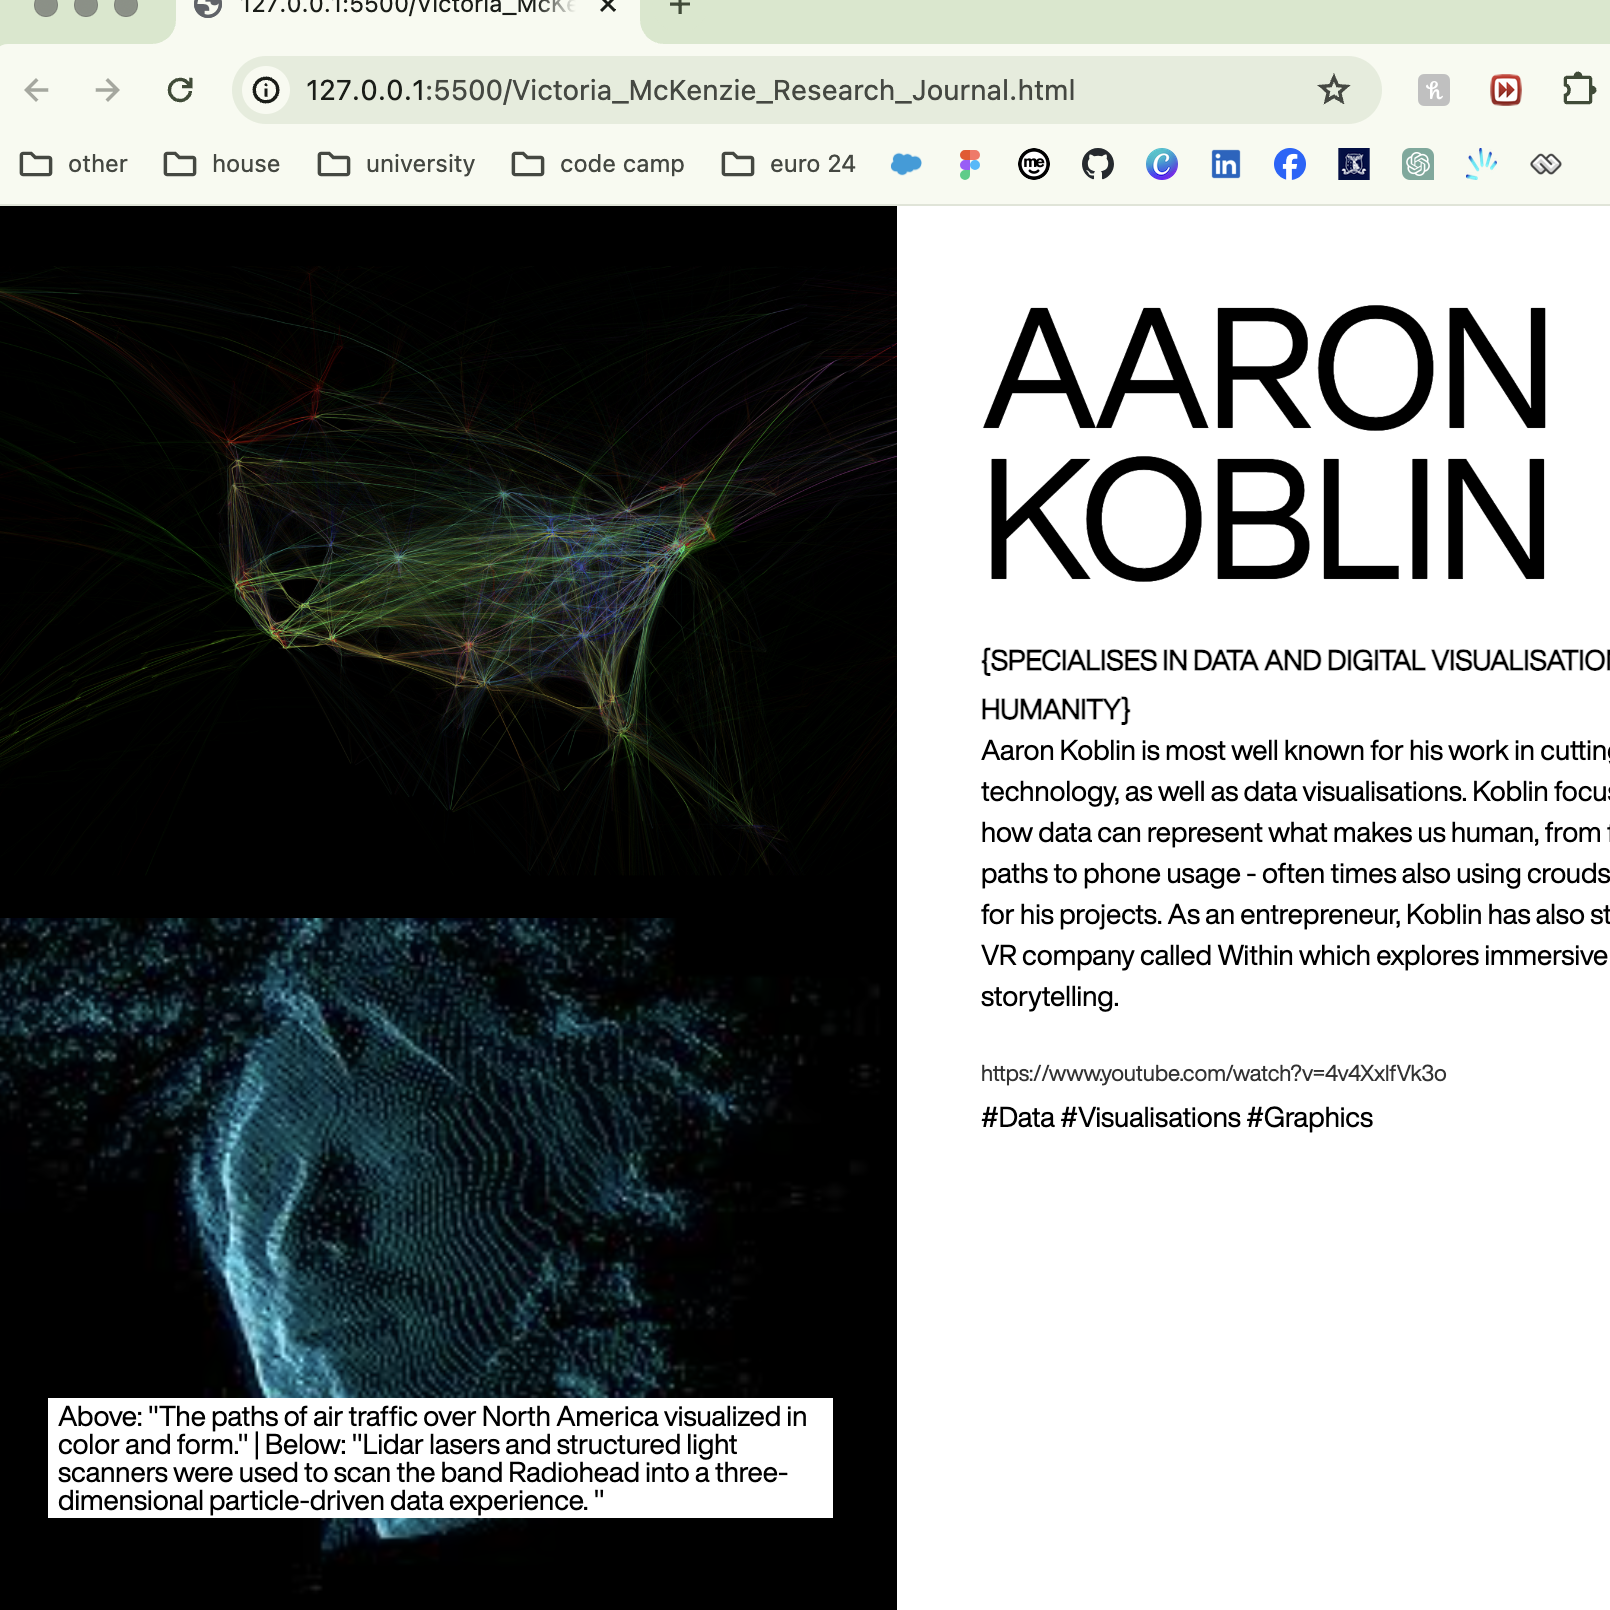 127.0.0.1:5500/Victoria_McKe
127.0.0.1:5500/Victoria_McKenzie_Research_Journal.html
other house university code camp euro 24 me
AARON
KOBLIN
{SPECIALISES IN DATA AND DIGITAL
HUMANITY}
Aaron Koblin is most well known for his work in
technology, as well as data visualisations. Koblin
how data can represent what makes us human, from
paths to phone usage - often times also using
for his projects. As an entrepreneur, Koblin has also
VR company called Within which explores immersive
storytelling.
https://www.youtube.com/watch?v=4v4XxlfVk3o
#Data #Visualisations #Graphics
Above: "The paths of air traffic over North America visualized in
color and form." | Below: "Lidar lasers and structured light
scanners were used to scan the band Radiohead into a three-
dimensional particle-driven data experience. "